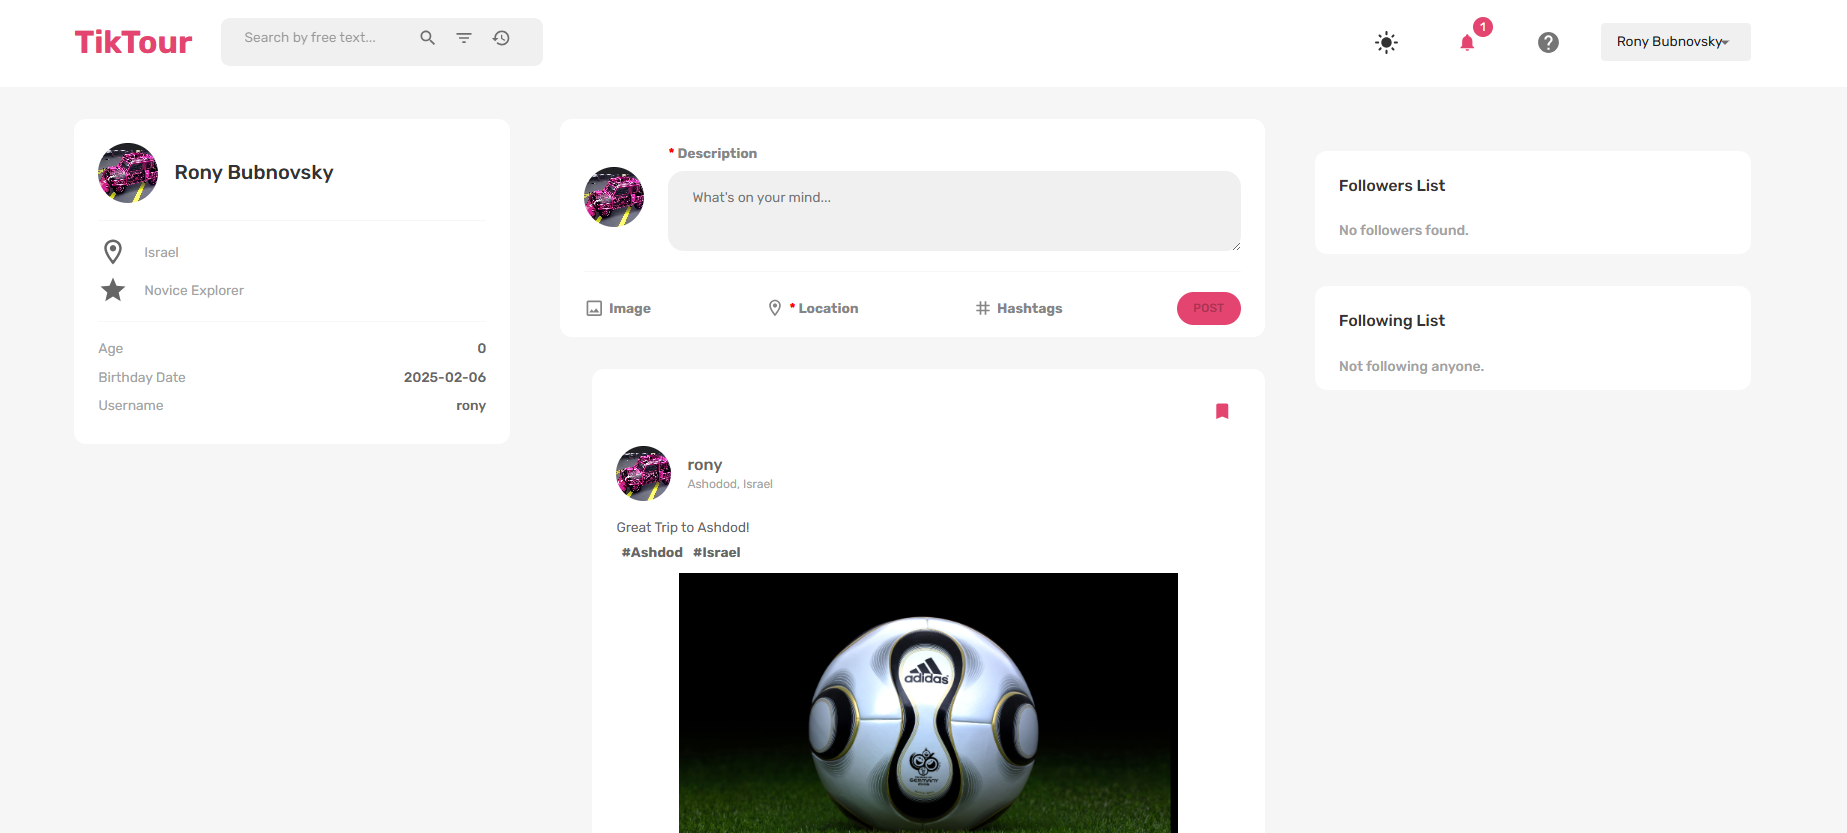 TikTour
Search by free text...
1
Rony Bubnovsky
Rony Bubnovsky
Israel
Novice Explorer
Age 0
Birthday Date 2025-02-06
Username rony
* Description
What's on your mind...
Image * Location Hashtags POST
rony
Ashodod, Israel
Great Trip to Ashdod!
#Ashdod #Israel
adidas
GERMANY
Followers List
No followers found.
Following List
Not following anyone.